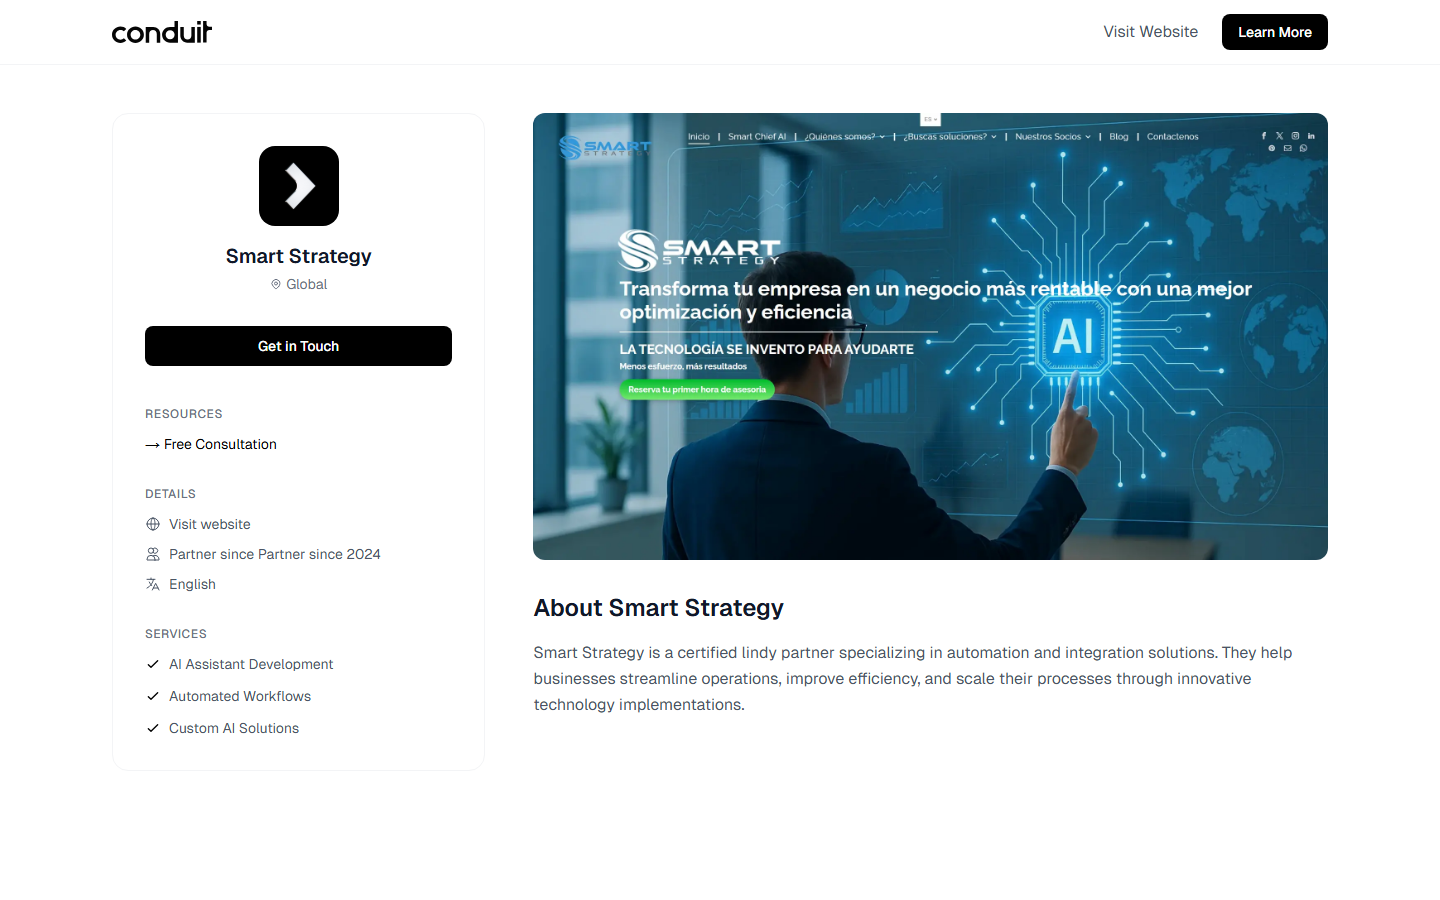 conduit
Visit Website
Learn More
Smart Strategy
Global
Get in Touch
RESOURCES
→ Free Consultation
DETAILS
Visit website
Partner since Partner since 2024
English
SERVICES
AI Assistant Development
Automated Workflows
Custom AI Solutions
ES
SMART
STRATEGY
Inicio | Smart Chief AI | ¿Quiénes somos? | ¿Buscas soluciones? | Nuestros Socios | Blog | Contactenos
SMART
STRATEGY
Transforma tu empresa en un negocio más rentable con una mejor
optimización y eficiencia
LA TECNOLOGÍA SE INVENTO PARA AYUDARTE
Menos esfuerzo, más resultados
Reserva tu primer hora de asesoria
AI
About Smart Strategy
Smart Strategy is a certified lindy partner specializing in automation and integration solutions. They help
businesses streamline operations, improve efficiency, and scale their processes through innovative
technology implementations.